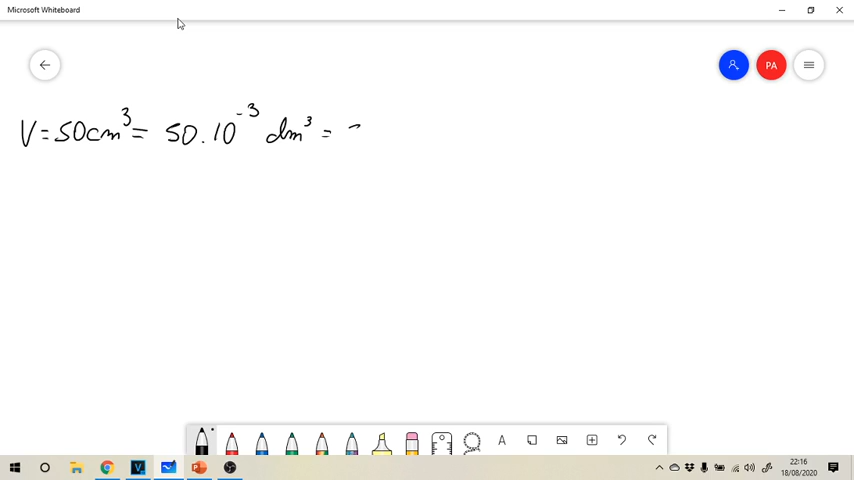 Microsoft Whiteboard
PA
V = 50cm³ = 50.10⁻³ dm³ =
A
22:16
18/08/2020